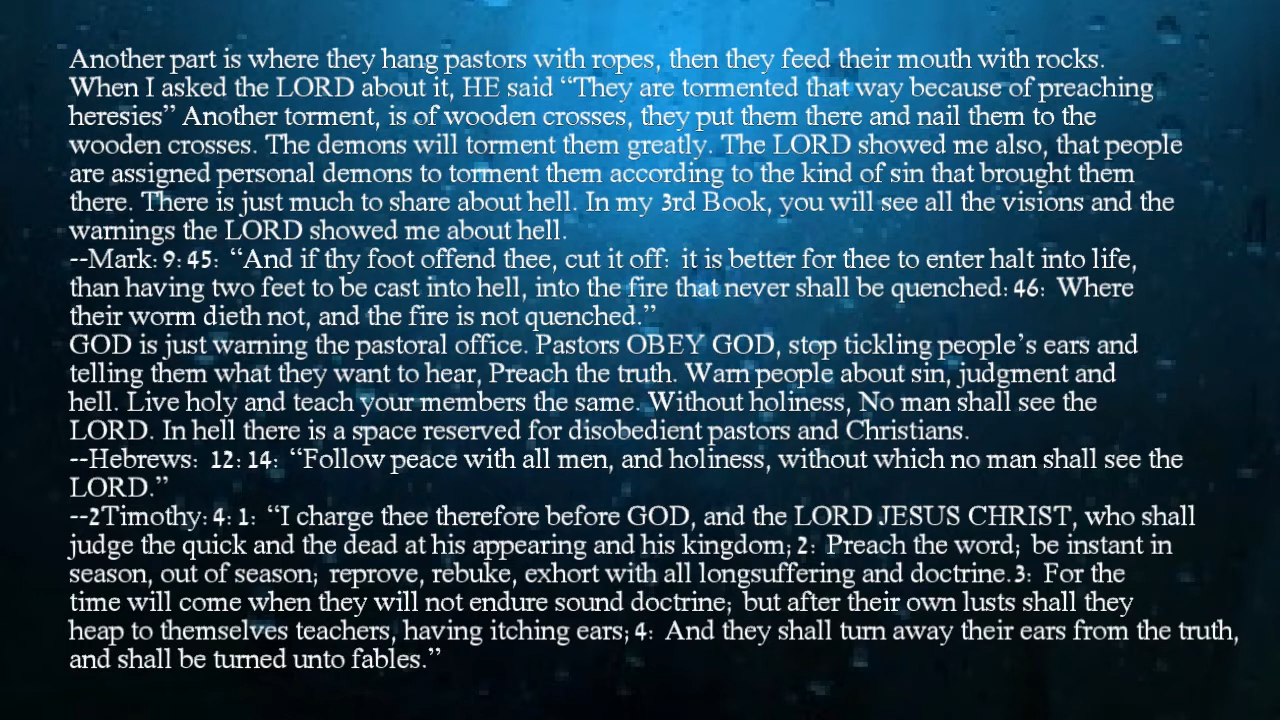 Another part is where they hang pastors with ropes, then they feed their mouth with rocks.
When I asked the LORD about it, HE said “They are tormented that way because of preaching
heresies” Another torment, is of wooden crosses, they put them there and nail them to the
wooden crosses. The demons will torment them greatly. The LORD showed me also, that people
are assigned personal demons to torment them according to the kind of sin that brought them
there. There is just much to share about hell. In my 3rd Book, you will see all the visions and the
warnings the LORD showed me about hell.
--Mark: 9: 45: “And if thy foot offend thee, cut it off: it is better for thee to enter halt into life,
than having two feet to be cast into hell, into the fire that never shall be quenched: 46: Where
their worm dieth not, and the fire is not quenched.”
GOD is just warning the pastoral office. Pastors OBEY GOD, stop tickling people’s ears and
telling them what they want to hear, Preach the truth. Warn people about sin, judgment and
hell. Live holy and teach your members the same. Without holiness, No man shall see the
LORD. In hell there is a space reserved for disobedient pastors and Christians.
--Hebrews: 12: 14: “Follow peace with all men, and holiness, without which no man shall see the
LORD.”
--2Timothy: 4: 1: “I charge thee therefore before GOD, and the LORD JESUS CHRIST, who shall
judge the quick and the dead at his appearing and his kingdom; 2: Preach the word; be instant in
season, out of season; reprove, rebuke, exhort with all longsuffering and doctrine. 3: For the
time will come when they will not endure sound doctrine; but after their own lusts shall they
heap to themselves teachers, having itching ears; 4: And they shall turn away their ears from the truth,
and shall be turned unto fables.”